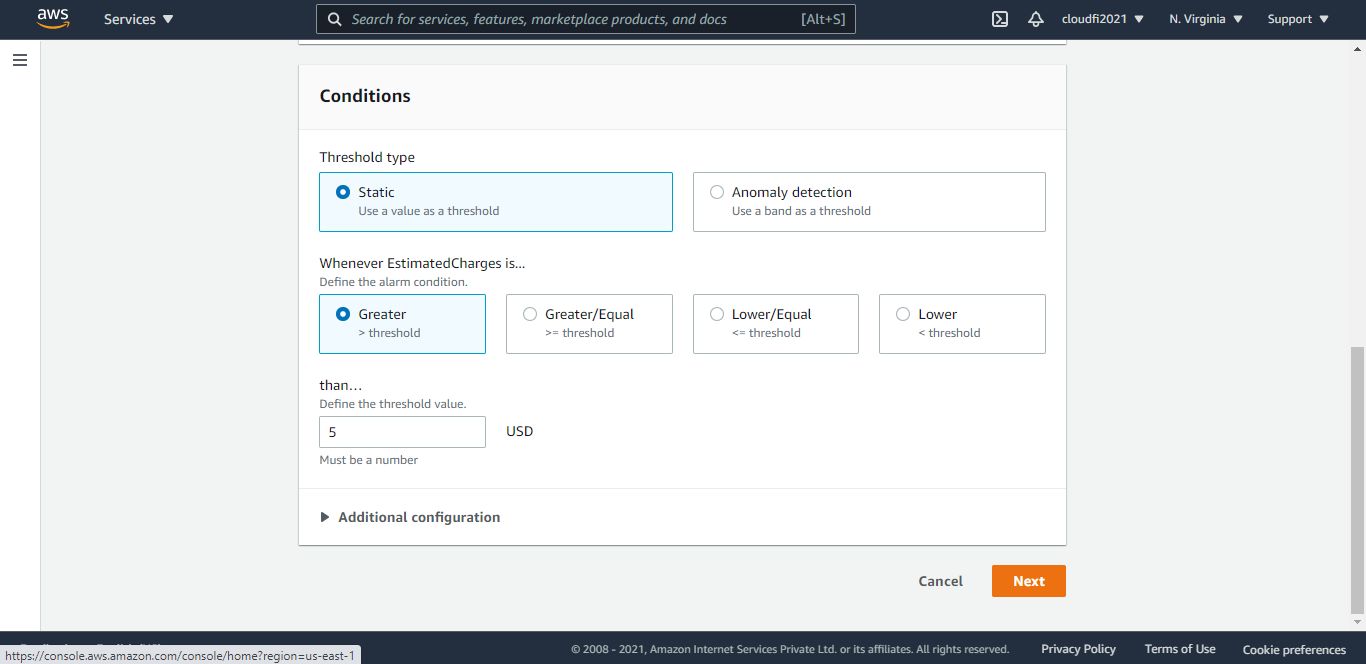 aws
Services
Search for services, features, marketplace products, and docs
[Alt+S]
cloudfi2021
N. Virginia
Support
Conditions
Threshold type
Static
Use a value as a threshold
Anomaly detection
Use a band as a threshold
Whenever EstimatedCharges is...
Define the alarm condition.
Greater
> threshold
Greater/Equal
>= threshold
Lower/Equal
<= threshold
Lower
< threshold
than…
Define the threshold value.
5
USD
Must be a number
Additional configuration
Cancel
Next
© 2008 - 2021, Amazon Internet Services Private Ltd. or its affiliates. All rights reserved.
Privacy Policy
Terms of Use
Cookie preferences
https://console.aws.amazon.com/console/home?region=us-east-1